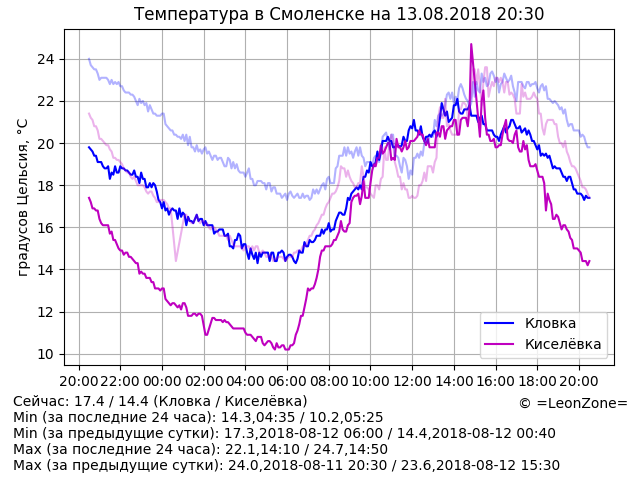 Температура в Смоленске на 13.08.2018 20:30
градусов Цельсия, °C
24
22
20
18
16
14
12
10
Кловка
Киселёвка
20:00 22:00 00:00 02:00 04:00 06:00 08:00 10:00 12:00 14:00 16:00 18:00 20:00
Сейчас: 17.4 / 14.4 (Кловка / Киселёвка)
© =LeonZone=
Min (за последние 24 часа): 14.3,04:35 / 10.2,05:25
Min (за предыдущие сутки): 17.3,2018-08-12 06:00 / 14.4,2018-08-12 00:40
Max (за последние 24 часа): 22.1,14:10 / 24.7,14:50
Max (за предыдущие сутки): 24.0,2018-08-11 20:30 / 23.6,2018-08-12 15:30